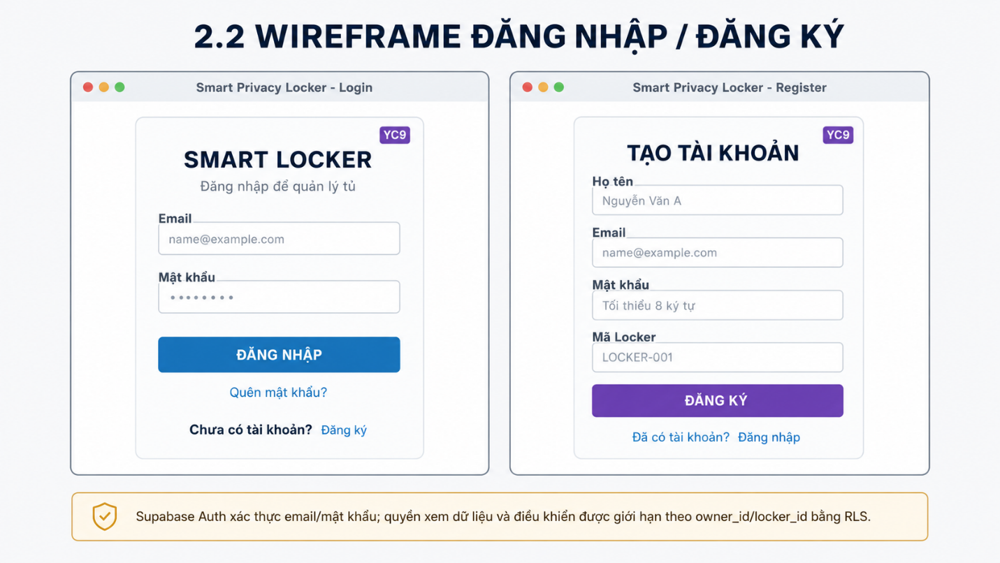 2.2 WIREFRAME ĐĂNG NHẬP / ĐĂNG KÝ
Smart Privacy Locker - Login
YC9
SMART LOCKER
Đăng nhập để quản lý tủ
Email
name@example.com
Mật khẩu
••••••••
ĐĂNG NHẬP
Quên mật khẩu?
Chưa có tài khoản? Đăng ký
Smart Privacy Locker - Register
YC9
TẠO TÀI KHOẢN
Họ tên
Nguyễn Văn A
Email
name@example.com
Mật khẩu
Tối thiểu 8 ký tự
Mã Locker
LOCKER-001
ĐĂNG KÝ
Đã có tài khoản? Đăng nhập
Supabase Auth xác thực email/mật khẩu; quyền xem dữ liệu và điều khiển được giới hạn theo owner_id/locker_id bằng RLS.